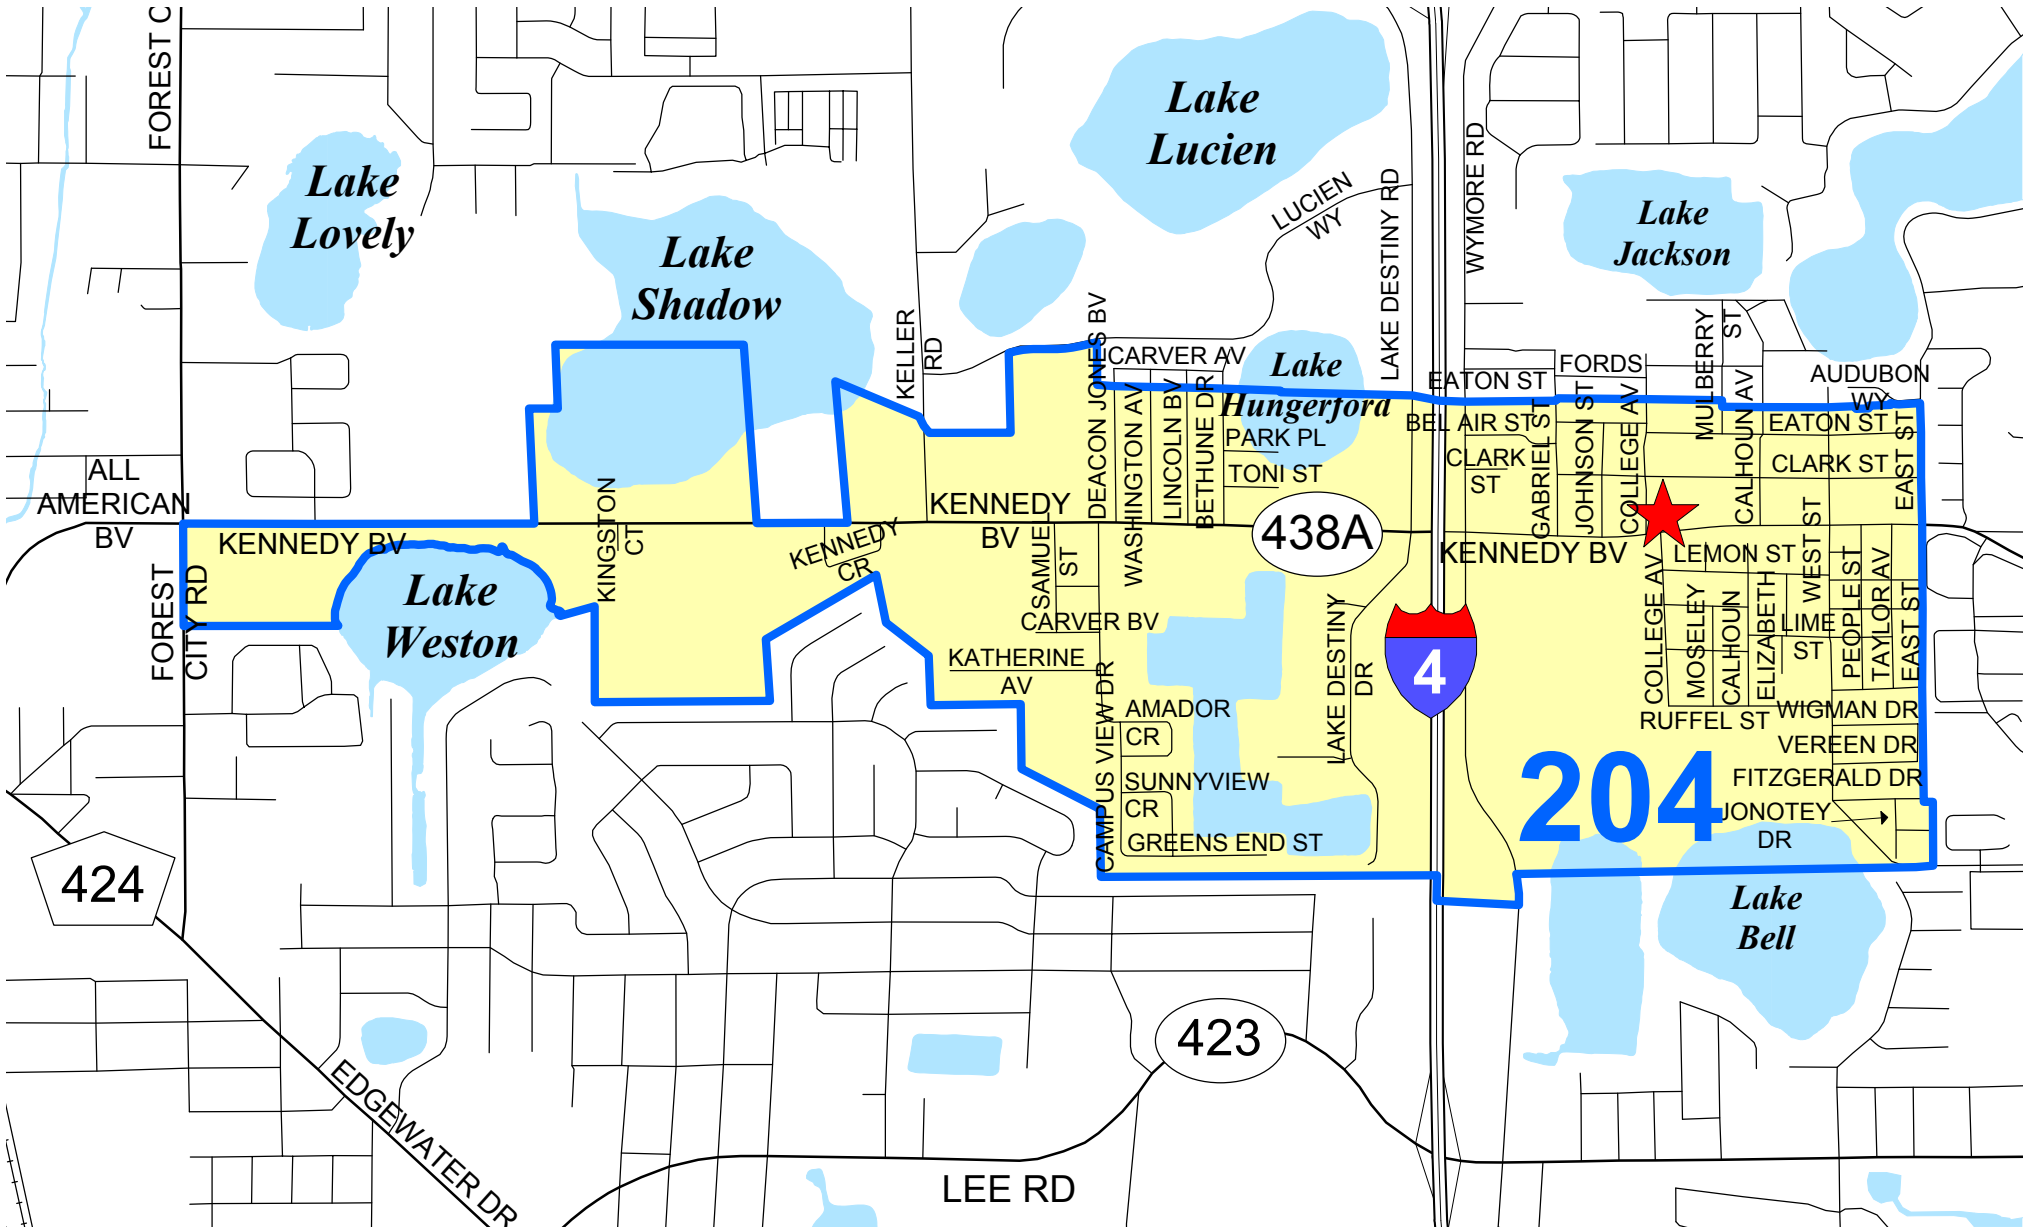 FOREST C
Lake
Lucien
Lake
Lovely
Lake
Shadow
LUCIEN
WY
LAKE DESTINY RD
WYMORE RD
Lake
Jackson
KELLER
RD
DEACON JONES BV
CARVER AV
Lake
Hungerford
EATON ST
FORDS
MULBERRY
ST
AUDUBON
WY
WASHINGTON AV
LINCOLN BV
BETHUNE DR
PARK PL
TONI ST
BEL AIR ST
CLARK
ST
GABRIEL ST
JOHNSON ST
COLLEGE AV
CALHOUN AV
EATON ST
CLARK ST
EAST ST
ALL
AMERICAN
BV
KENNEDY BV
KINGSTON
CT
KENNEDY
CR
KENNEDY
BV
438A
KENNEDY BV
LEMON ST
WEST ST
FOREST
CITY RD
Lake
Weston
SAMUEL
ST
CARVER BV
KATHERINE
AV
CAMPUS VIEW DR
AMADOR
CR
SUNNYVIEW
CR
GREENS END ST
LAKE DESTINY
DR
4
COLLEGE AV
MOSELEY
CALHOUN
ELIZABETH
LIME
ST
PEOPLE ST
TAYLOR AV
EAST ST
RUFFEL ST
WIGMAN DR
VEREEN DR
FITZGERALD DR
JONOTEY
DR
204
424
Lake
Bell
423
EDGEWATER DR
LEE RD